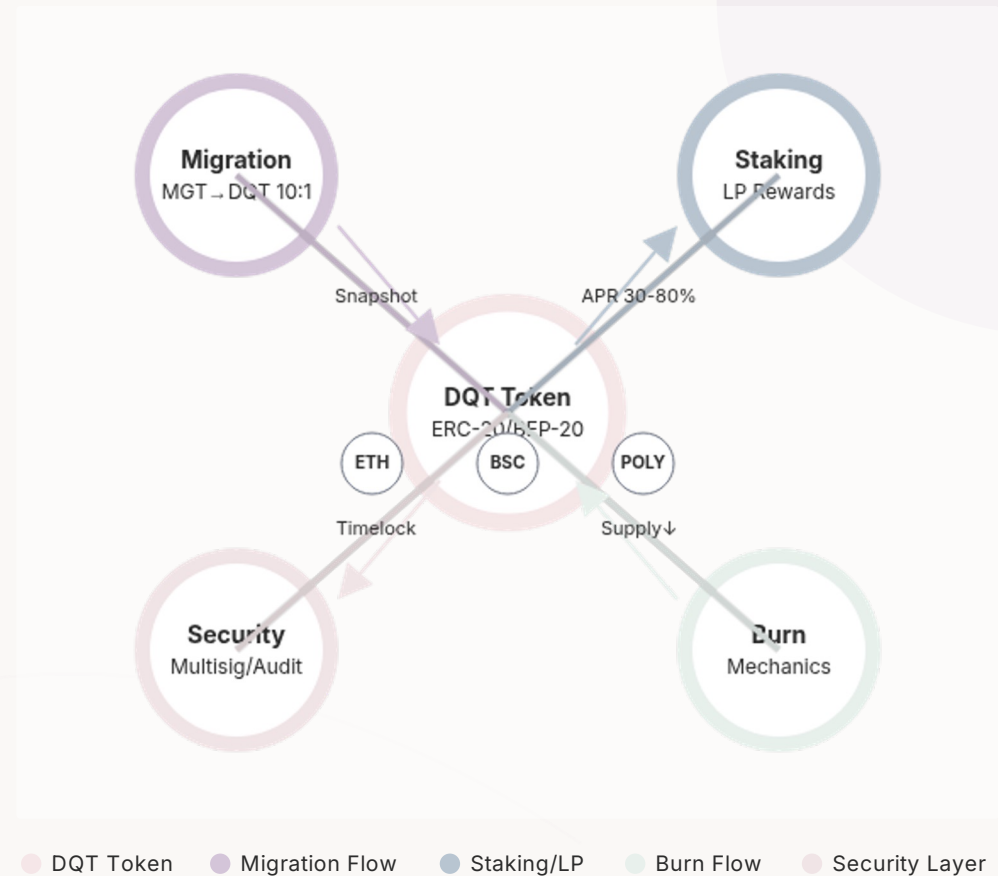 Migration
MGT→DQT 10:1
Staking
LP Rewards
Snapshot
APR 30-80%
DQT Token
ERC-20/BEP-20
ETH
BSC
POLY
Timelock
Supply↓
Security
Multisig/Audit
Burn
Mechanics
DQT Token
Migration Flow
Staking/LP
Burn Flow
Security Layer